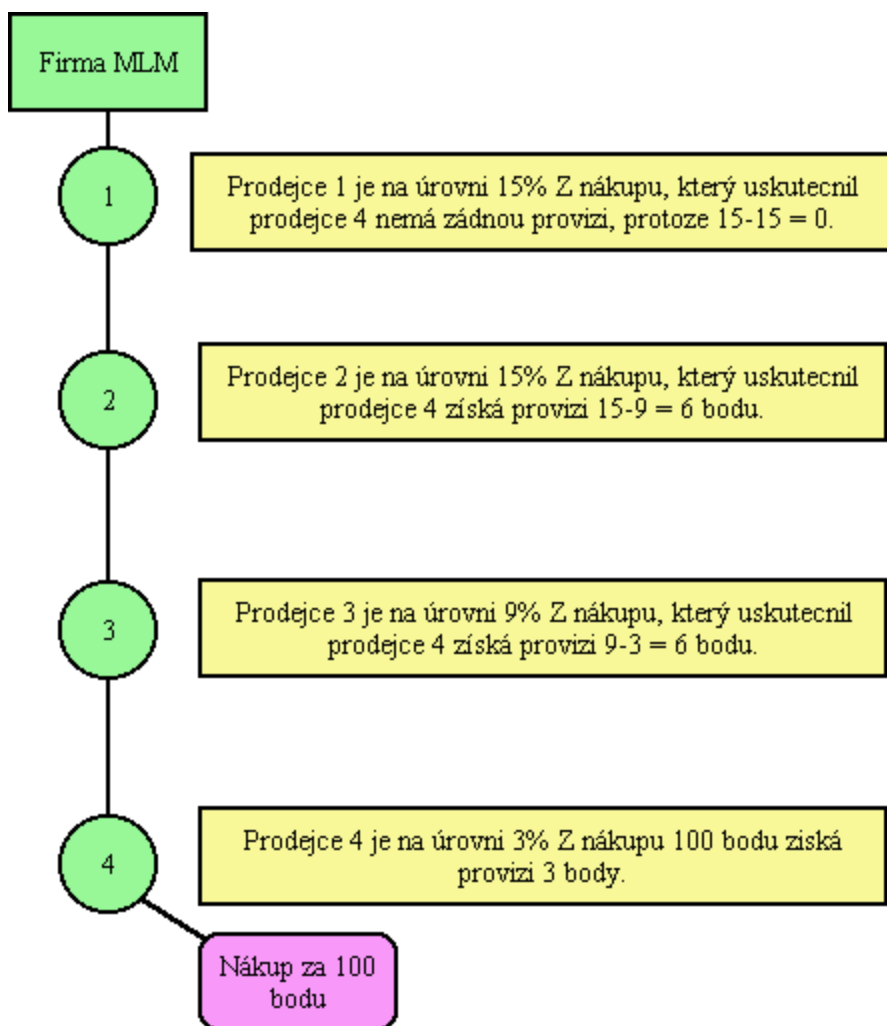 Firma MLM
1
Prodejce 1 je na úrovni 15% Z nákupu, který uskutecnil
prodejce 4 nemá zádnou provizi, protoze 15-15 = 0.
2
Prodejce 2 je na úrovni 15% Z nákupu, který uskutecnil
prodejce 4 získá provizi 15-9 = 6 bodu.
3
Prodejce 3 je na úrovni 9% Z nákupu, který uskutecnil
prodejce 4 získá provizi 9-3 = 6 bodu.
4
Prodejce 4 je na úrovni 3% Z nákupu 100 bodu získá
provizi 3 body.
Nákup za 100
bodu